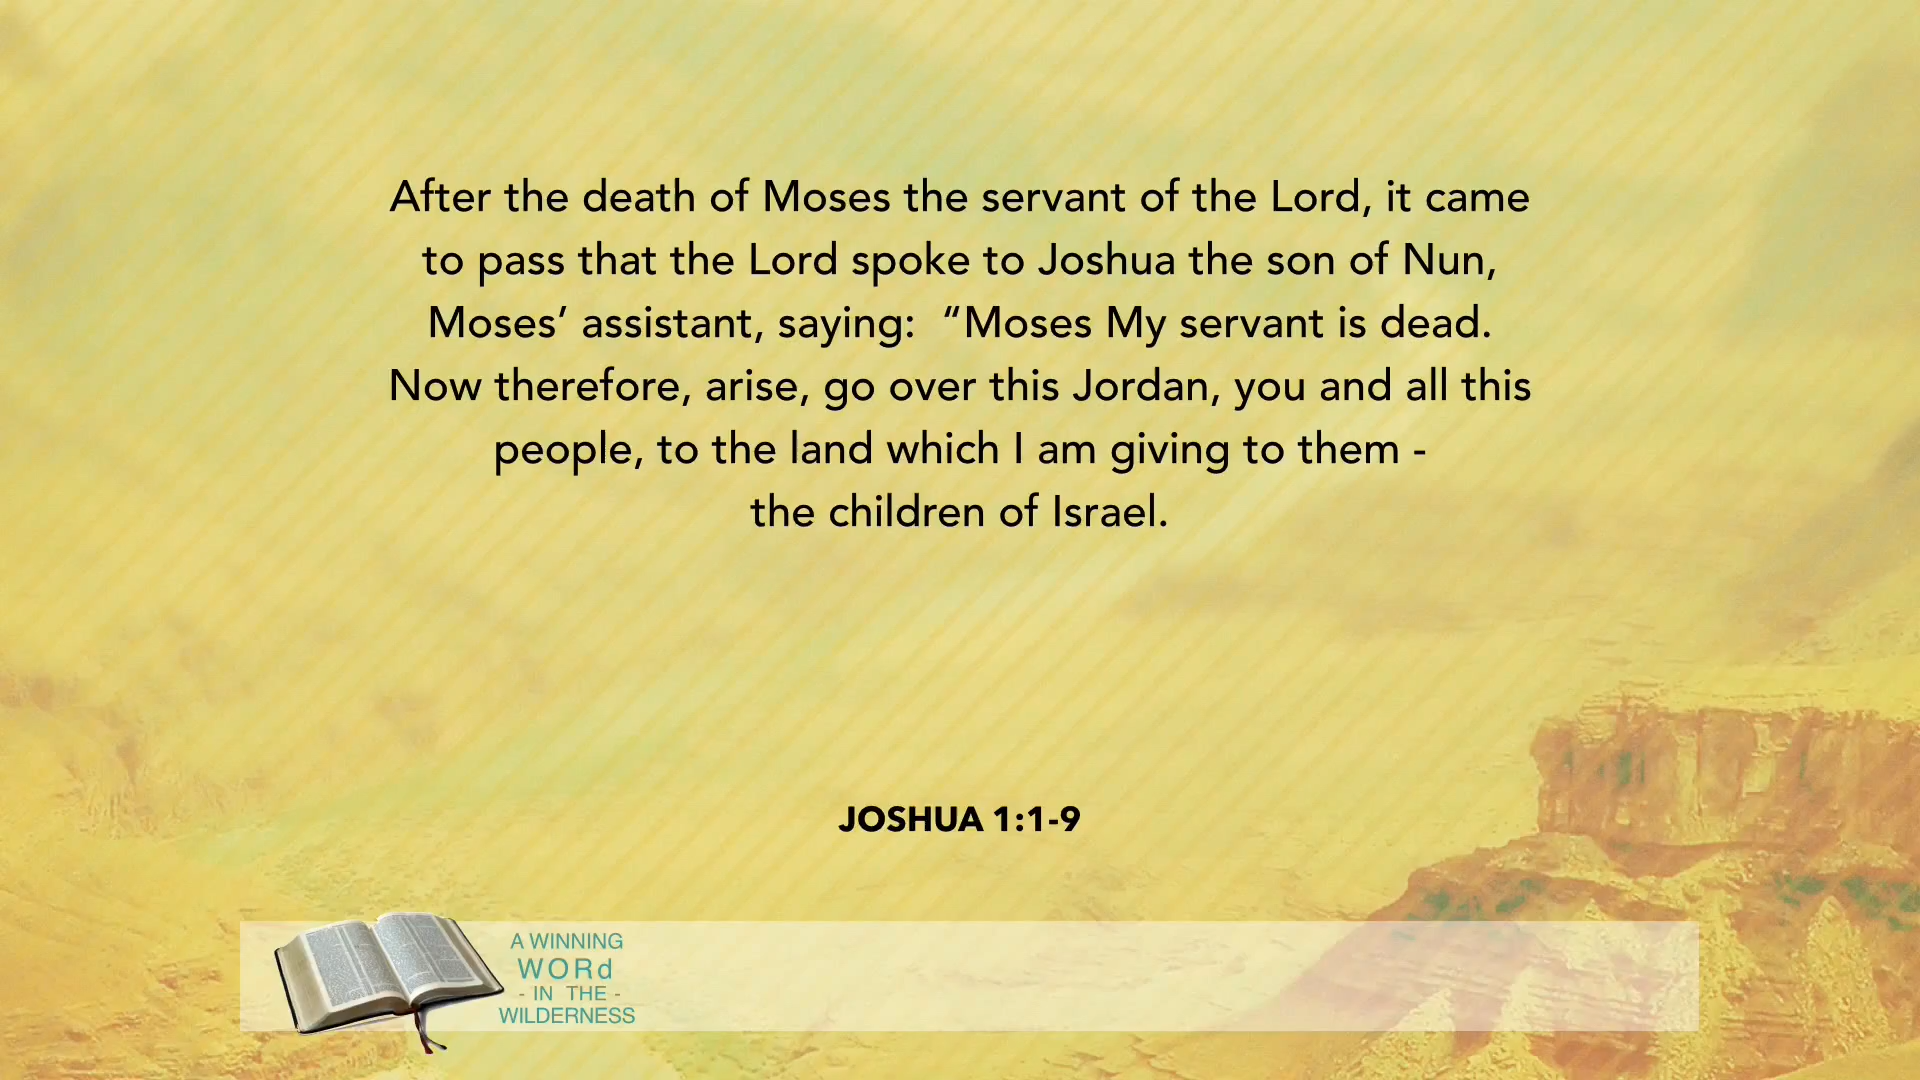 After the death of Moses the servant of the Lord, it came
to pass that the Lord spoke to Joshua the son of Nun,
Moses’ assistant, saying:  “Moses My servant is dead.
Now therefore, arise, go over this Jordan, you and all this
people, to the land which I am giving to them -
the children of Israel.
JOSHUA 1:1-9
A WINNING
WORd
- IN THE -
WILDERNESS